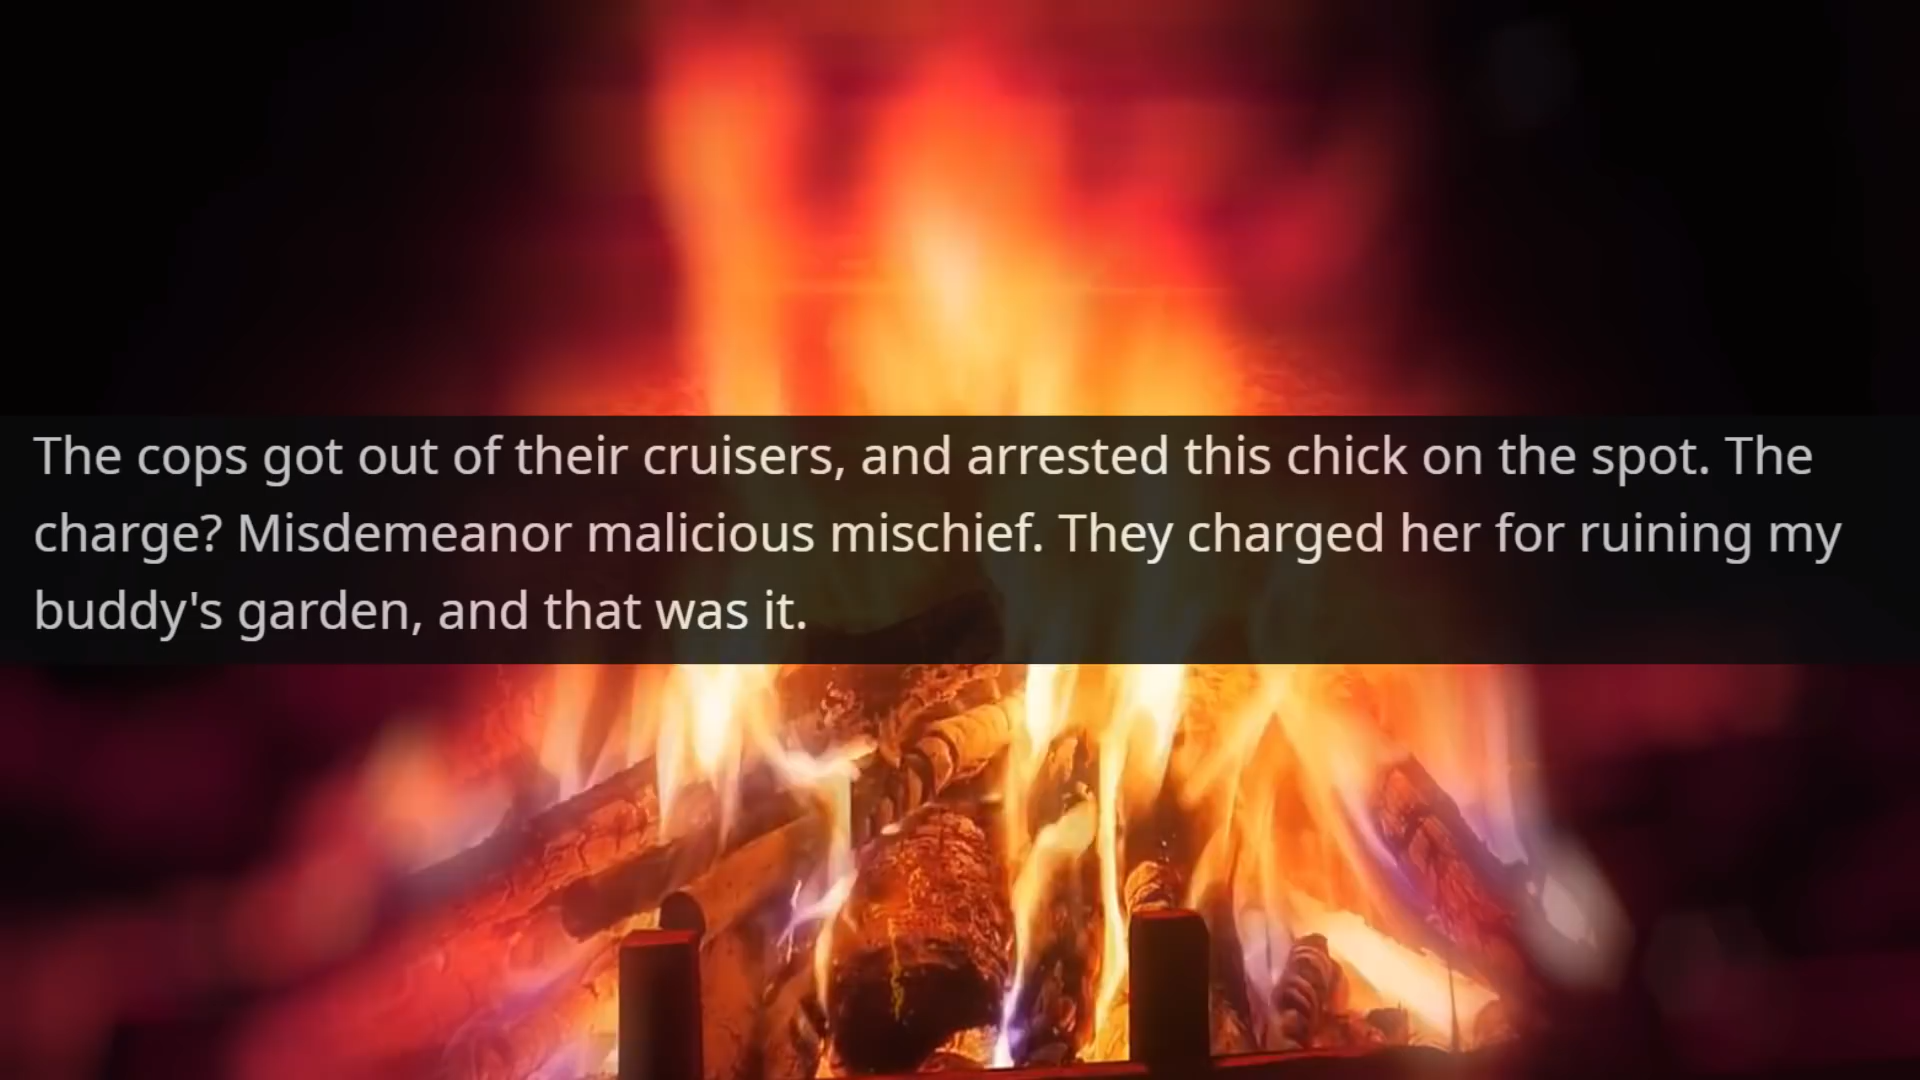 The cops got out of their cruisers, and arrested this chick on the spot. The
charge? Misdemeanor malicious mischief. They charged her for ruining my
buddy's garden, and that was it.